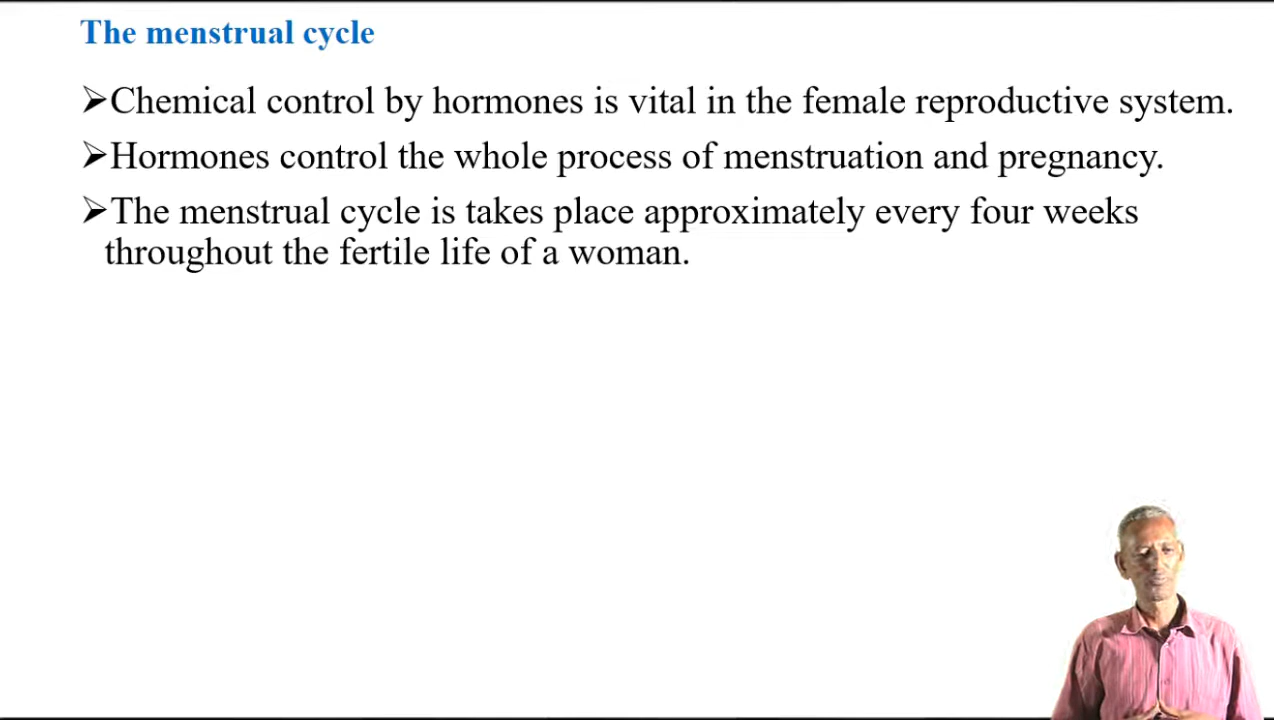 The menstrual cycle
➢Chemical control by hormones is vital in the female reproductive system.
➢Hormones control the whole process of menstruation and pregnancy.
➢The menstrual cycle is takes place approximately every four weeks
throughout the fertile life of a woman.